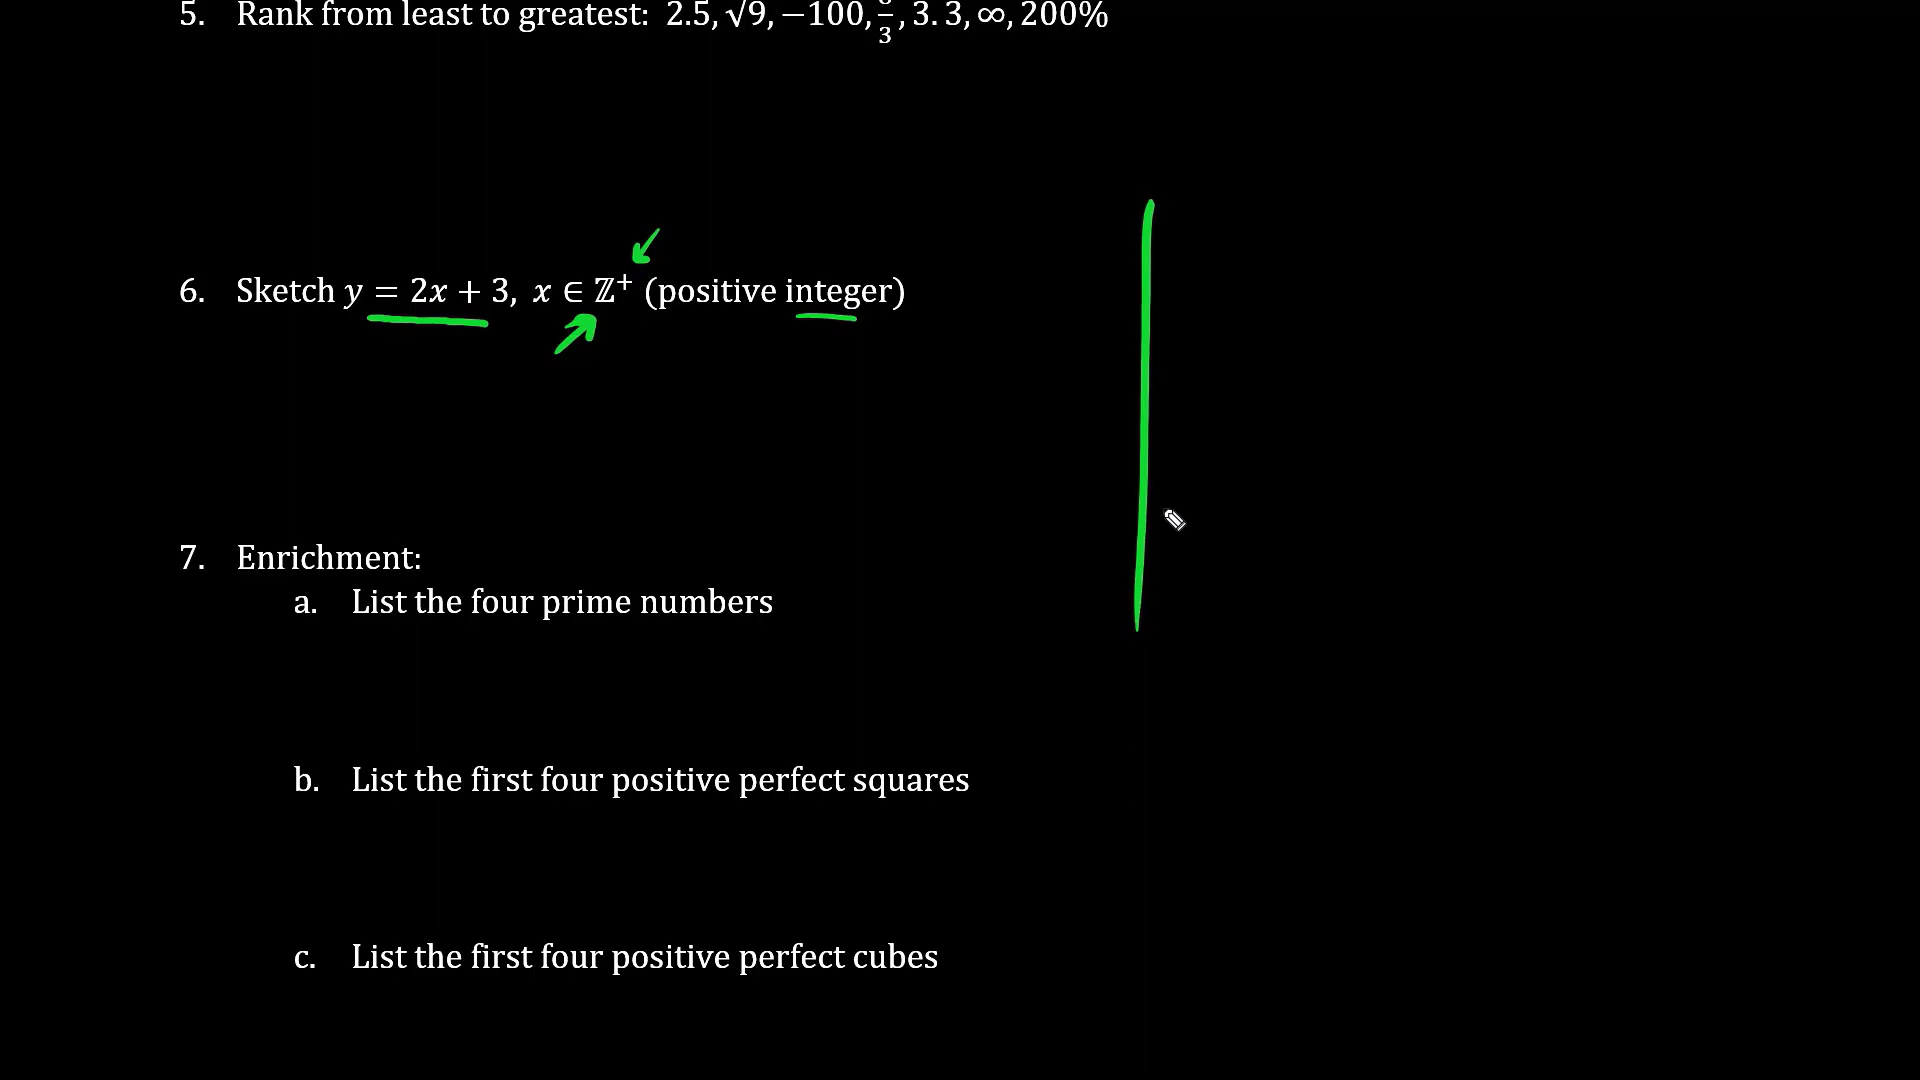 5. Rank from least to greatest: 2.5, √9, −100, /3, 3.3, ∞, 200%
6. Sketch y = 2x + 3, x ∈ ℤ⁺ (positive integer)
7. Enrichment:
a. List the four prime numbers
b. List the first four positive perfect squares
c. List the first four positive perfect cubes